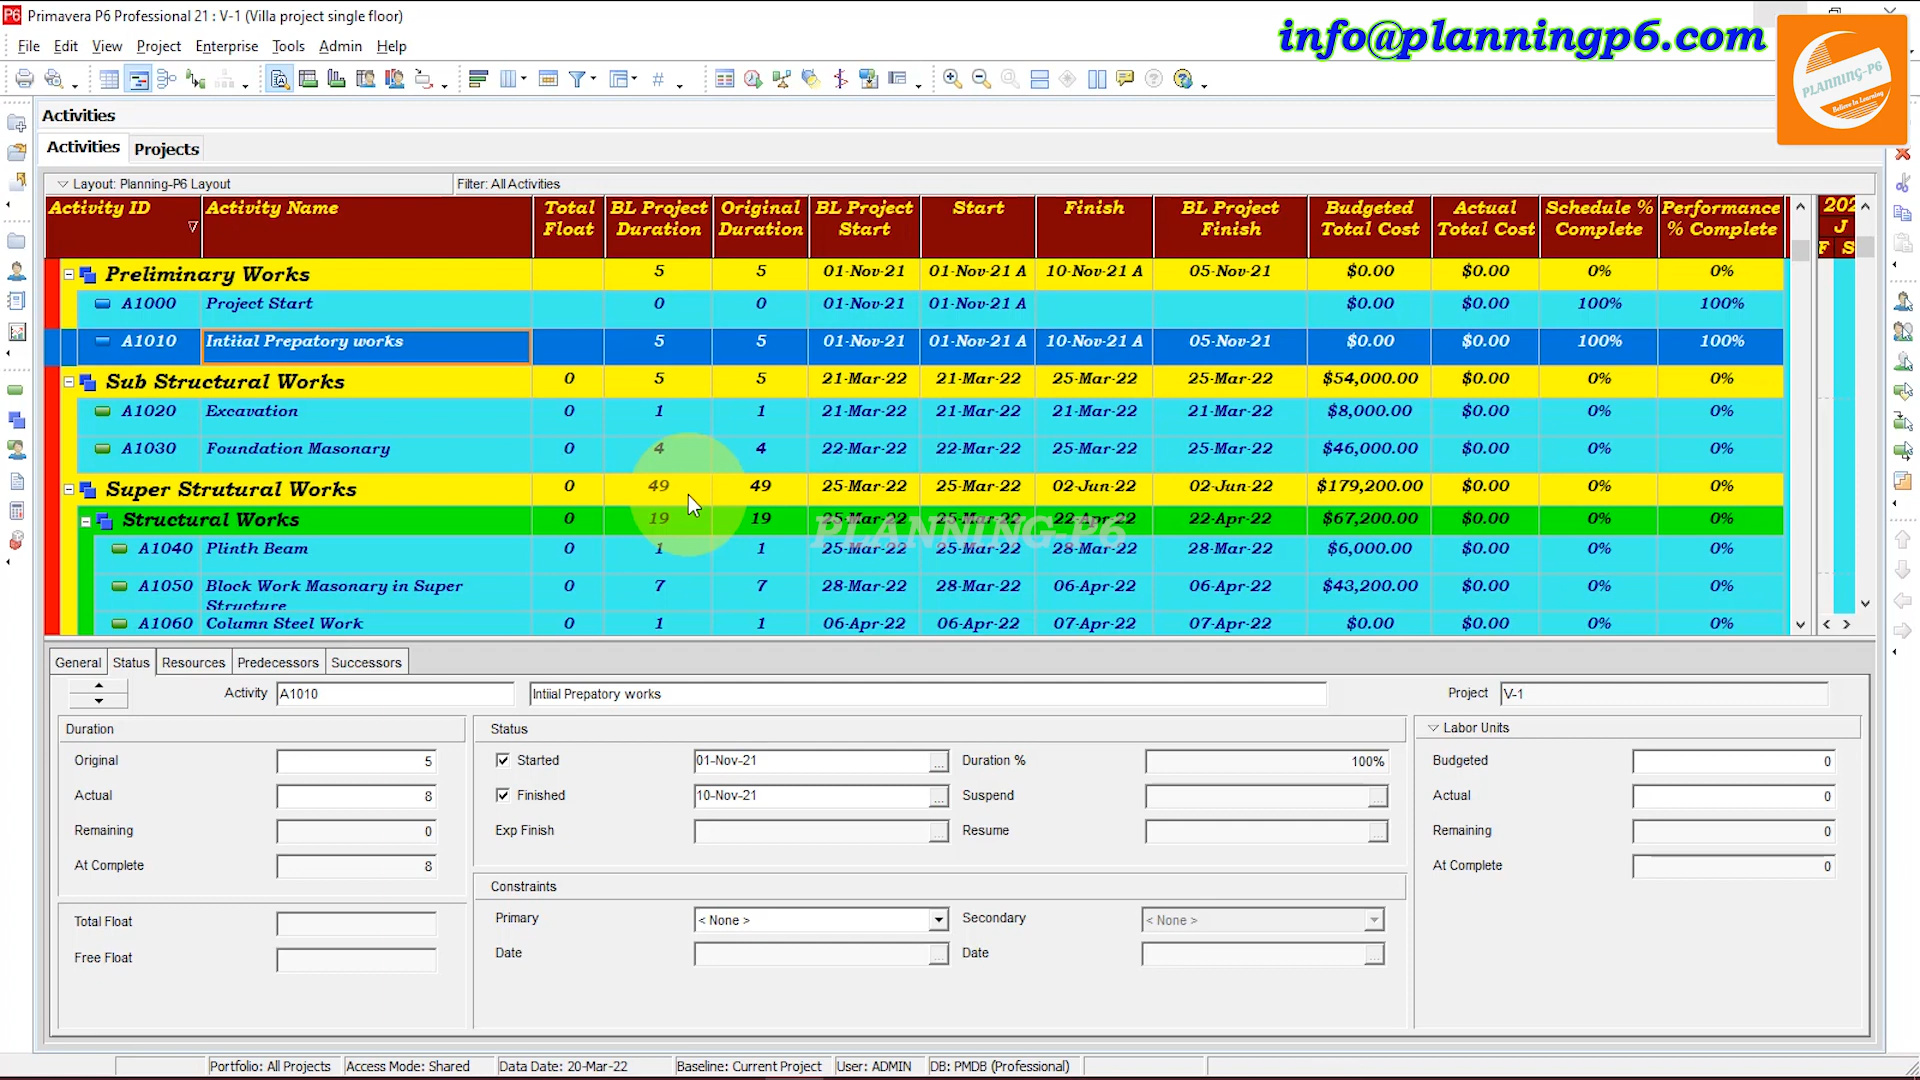 Primavera P6 Professional 21 : V-1 (Villa project single floor)
info@planningp6.com
PLANNING-P6
Believe In Learning
File Edit View Project Enterprise Tools Admin Help
Activities
Activities Projects
Layout: Planning-P6 Layout Filter: All Activities
Activity ID Activity Name Total Float BL Project Duration Original Duration BL Project Start Start Finish BL Project Finish Budgeted Total Cost Actual Total Cost Schedule % Complete Performance % Complete
J
F S
Preliminary Works 5 5 01-Nov-21 01-Nov-21 A 10-Nov-21 A 05-Nov-21 $0.00 $0.00 0% 0%
A1000 Project Start 0 0 01-Nov-21 01-Nov-21 A $0.00 $0.00 100% 100%
A1010 Intiial Prepatory works 5 5 01-Nov-21 01-Nov-21 A 10-Nov-21 A 05-Nov-21 $0.00 $0.00 100% 100%
Sub Structural Works 0 5 5 21-Mar-22 21-Mar-22 25-Mar-22 25-Mar-22 $54,000.00 $0.00 0% 0%
A1020 Excavation 0 1 1 21-Mar-22 21-Mar-22 21-Mar-22 21-Mar-22 $8,000.00 $0.00 0% 0%
A1030 Foundation Masonary 0 4 4 22-Mar-22 22-Mar-22 25-Mar-22 25-Mar-22 $46,000.00 $0.00 0% 0%
Super Strutural Works 0 49 49 25-Mar-22 25-Mar-22 02-Jun-22 02-Jun-22 $179,200.00 $0.00 0% 0%
Structural Works 0 19 19 25-Mar-22 25-Mar-22 22-Apr-22 22-Apr-22 $67,200.00 $0.00 0% 0%
PLANNING-P6
A1040 Plinth Beam 0 1 1 25-Mar-22 25-Mar-22 28-Mar-22 28-Mar-22 $6,000.00 $0.00 0% 0%
A1050 Block Work Masonary in Super Structure 0 7 7 28-Mar-22 28-Mar-22 06-Apr-22 06-Apr-22 $43,200.00 $0.00 0% 0%
A1060 Column Steel Work 0 1 1 06-Apr-22 06-Apr-22 07-Apr-22 07-Apr-22 $0.00 $0.00 0% 0%
General Status Resources Predecessors Successors
Activity A1010 Intiial Prepatory works Project V-1
Duration Status Labor Units
Original 5 Started 01-Nov-21 Duration % 100% Budgeted 0
Actual 8 Finished 10-Nov-21 Suspend Actual 0
Remaining 0 Exp Finish Resume Remaining 0
At Complete 8 At Complete 0
Constraints
Total Float Primary < None > Secondary < None >
Free Float Date Date
Portfolio: All Projects Access Mode: Shared Data Date: 20-Mar-22 Baseline: Current Project User: ADMIN DB: PMDB (Professional)